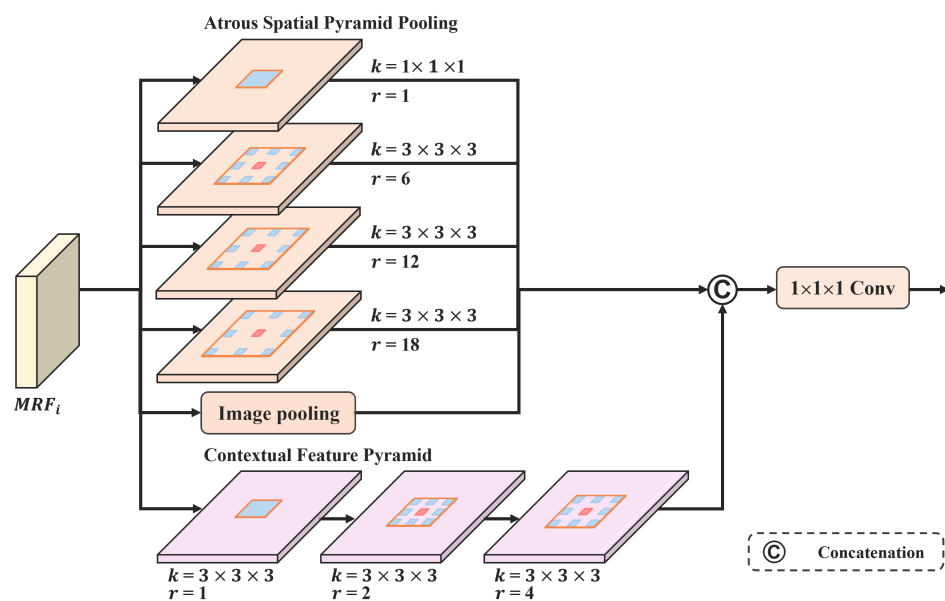 Atrous Spatial Pyramid Pooling
k = 1 × 1 × 1
r = 1
k = 3 × 3 × 3
r = 6
k = 3 × 3 × 3
r = 12
k = 3 × 3 × 3
r = 18
MRF_i
Image pooling
C
1×1×1 Conv
Contextual Feature Pyramid
k = 3 × 3 × 3
r = 1
k = 3 × 3 × 3
r = 2
k = 3 × 3 × 3
r = 4
C Concatenation